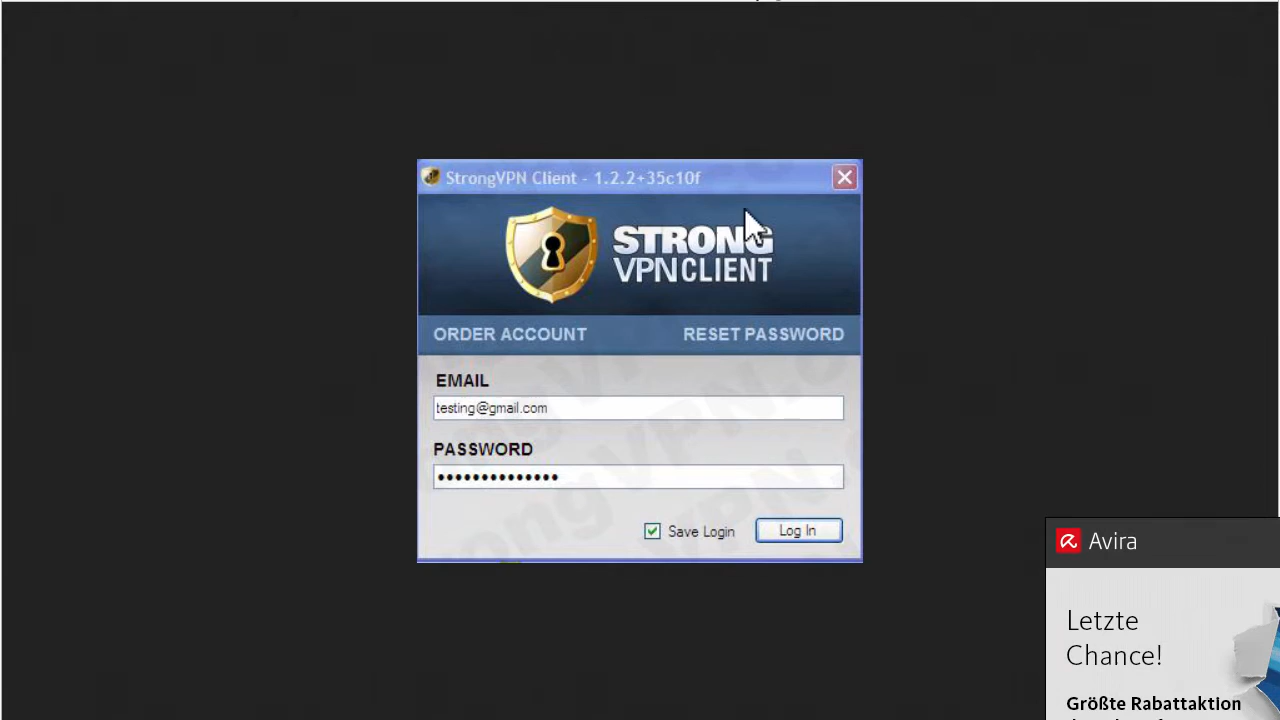 StrongVPN Client - 1.2.2+35c10f
STRONG
VPNCLIENT
ORDER ACCOUNT
RESET PASSWORD
EMAIL
testing@gmail.com
PASSWORD
••••••••••••••
Save Login
Log In
Avira
Letzte
Chance!
Größte Rabattaktion